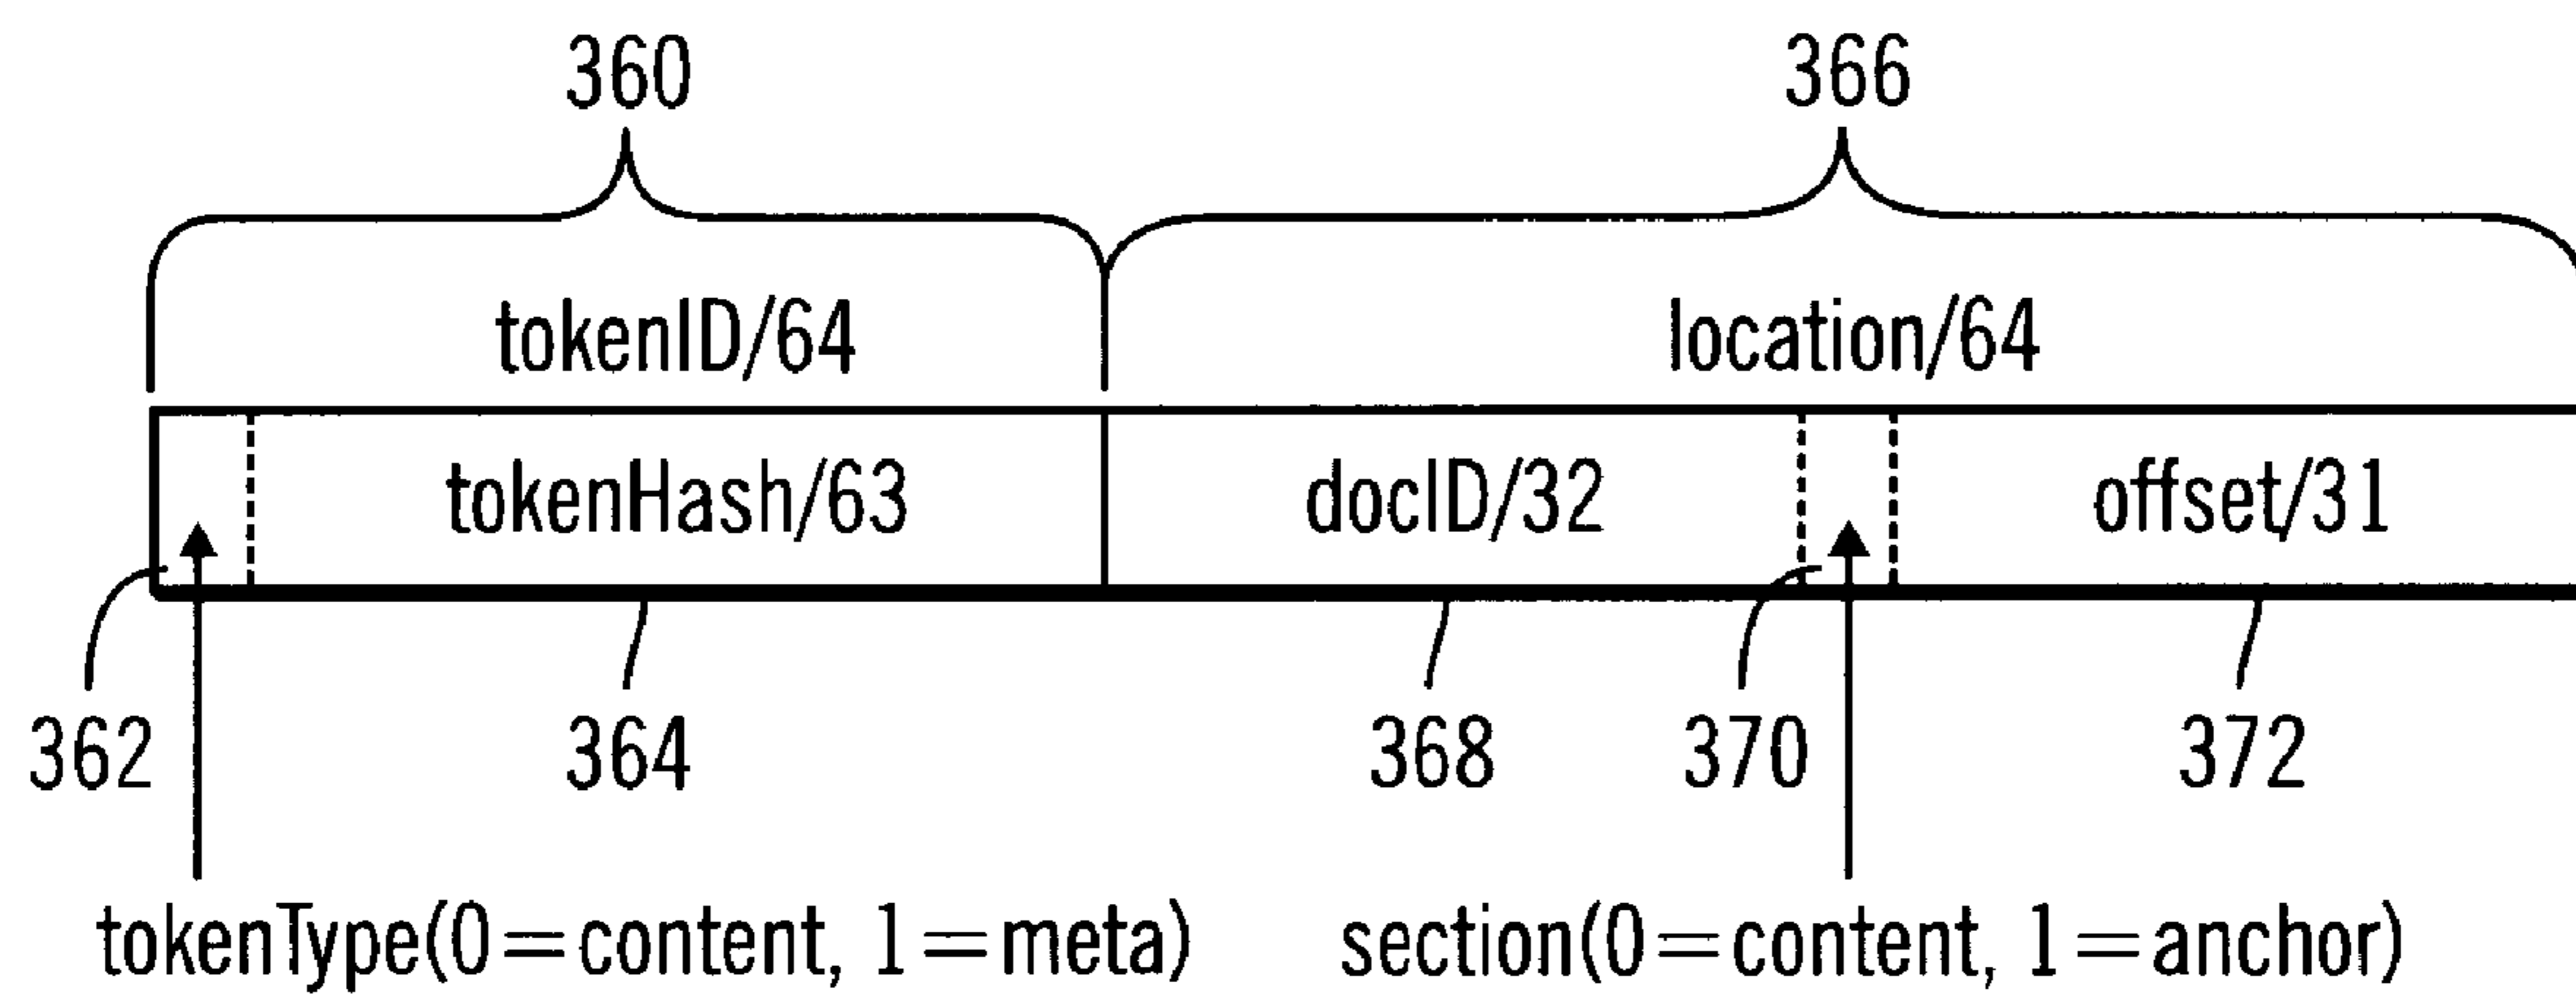 360 366
tokenID/64 location/64
tokenHash/63 docID/32 offset/31
362 364 368 370 372
tokenType(0=content, 1=meta) section(0=content, 1=anchor)